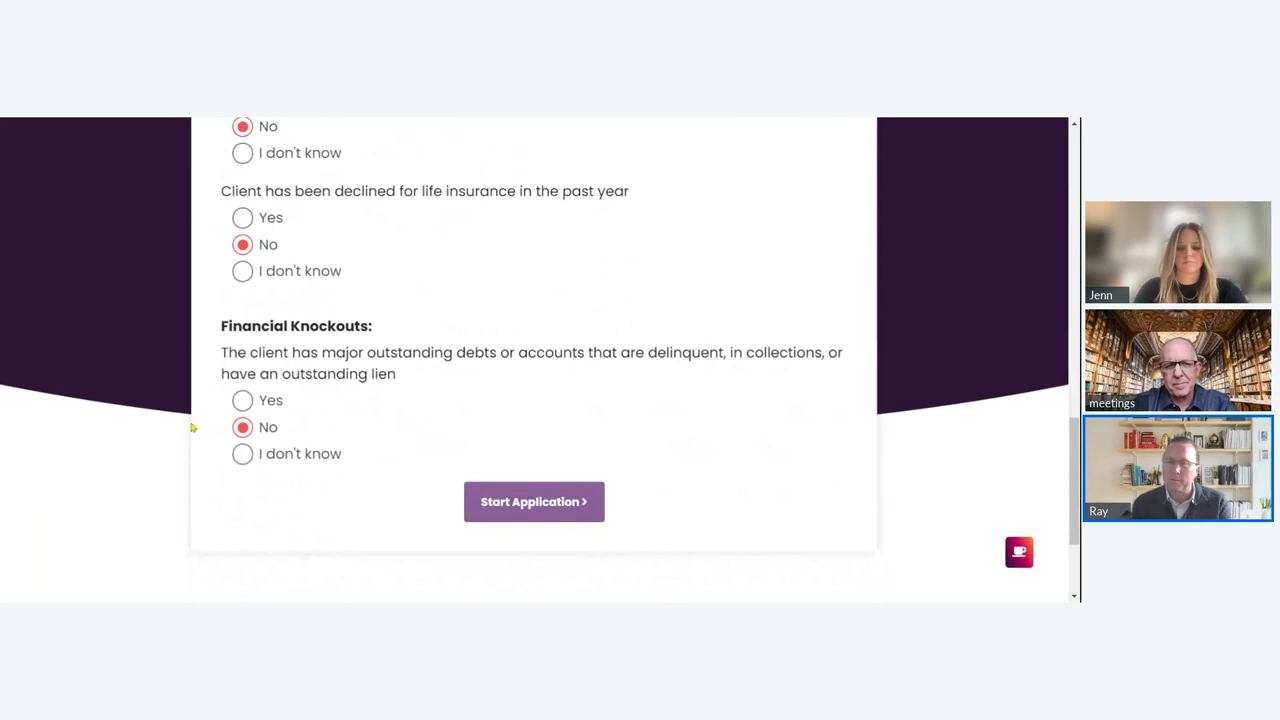 No
I don't know
Client has been declined for life insurance in the past year
Yes
No
I don't know
Financial Knockouts:
The client has major outstanding debts or accounts that are delinquent, in collections, or
have an outstanding lien
Yes
No
I don't know
Start Application >
Jenn
meetings
Ray